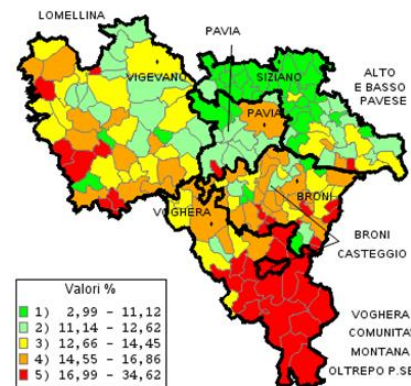 LOMELLINA
PAVIA
VIGEVANO
SIZIANO
ALTO
E BASSO
PAVESE
PAVIA
VOGHERA
BRONI
BRONI
CASTEGGIO
VOGHERA
COMUNITA'
MONTANA
OLTREPO P.SE
Valori %
1) 2,99 - 11,12
2) 11,14 - 12,62
3) 12,66 - 14,45
4) 14,55 - 16,86
5) 16,99 - 34,62